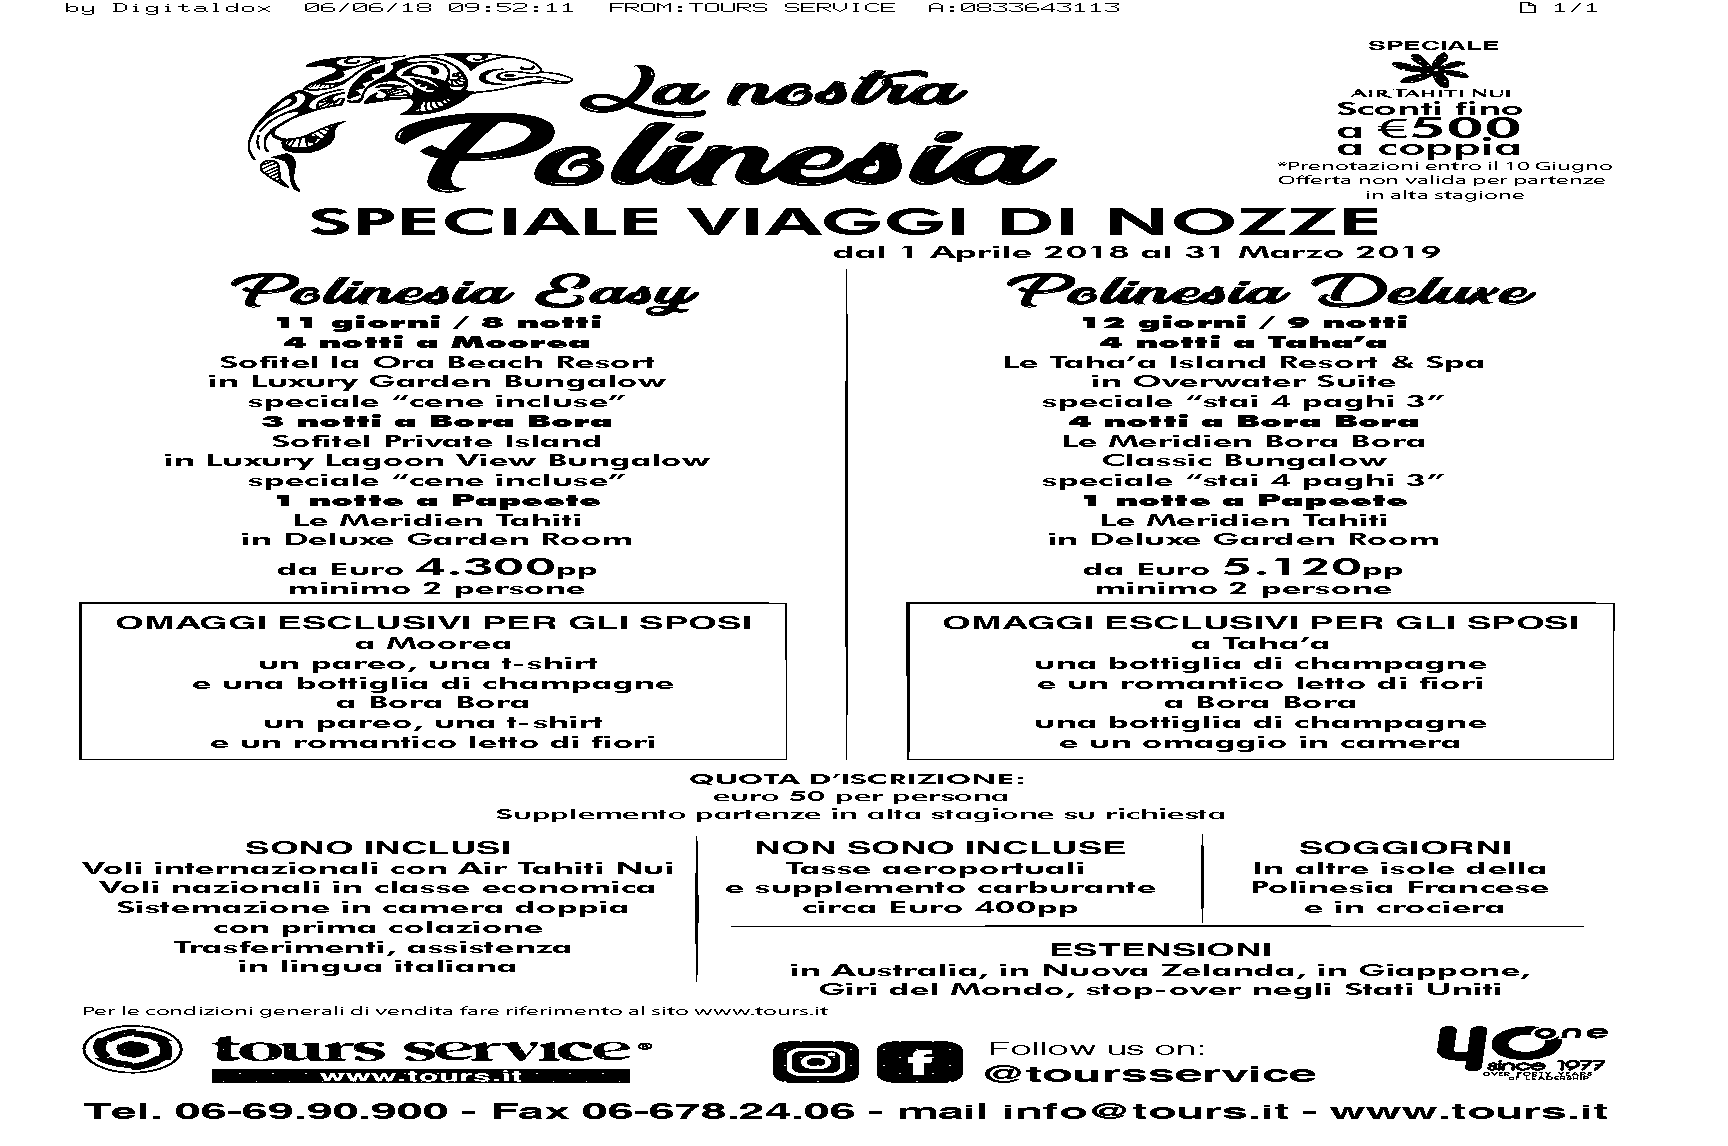 by Digitaldox 06/06/18 09:52:11 FROM:TOURS SERVICE A:0833643113 1/1
La nostra
Polinesia
SPECIALE
AIR TAHITI NUI
Sconti fino
a €500
a coppia
*Prenotazioni entro il 10 Giugno
Offerta non valida per partenze
in alta stagione
SPECIALE VIAGGI DI NOZZE
dal 1 Aprile 2018 al 31 Marzo 2019
Polinesia Easy
11 giorni / 8 notti
4 notti a Moorea
Sofitel la Ora Beach Resort
in Luxury Garden Bungalow
speciale “cene incluse”
3 notti a Bora Bora
Sofitel Private Island
in Luxury Lagoon View Bungalow
speciale “cene incluse”
1 notte a Papeete
Le Meridien Tahiti
in Deluxe Garden Room
da Euro 4.300pp
minimo 2 persone
OMAGGI ESCLUSIVI PER GLI SPOSI
a Moorea
un pareo, una t-shirt
e una bottiglia di champagne
a Bora Bora
un pareo, una t-shirt
e un romantico letto di fiori
Polinesia Deluxe
12 giorni / 9 notti
4 notti a Taha’a
Le Taha’a Island Resort & Spa
in Overwater Suite
speciale “stai 4 paghi 3”
4 notti a Bora Bora
Le Meridien Bora Bora
Classic Bungalow
speciale “stai 4 paghi 3”
1 notte a Papeete
Le Meridien Tahiti
in Deluxe Garden Room
da Euro 5.120pp
minimo 2 persone
OMAGGI ESCLUSIVI PER GLI SPOSI
a Taha’a
una bottiglia di champagne
e un romantico letto di fiori
a Bora Bora
una bottiglia di champagne
e un omaggio in camera
QUOTA D’ISCRIZIONE:
euro 50 per persona
Supplemento partenze in alta stagione su richiesta
SONO INCLUSI
Voli internazionali con Air Tahiti Nui
Voli nazionali in classe economica
Sistemazione in camera doppia
con prima colazione
Trasferimenti, assistenza
in lingua italiana
NON SONO INCLUSE
Tasse aeroportuali
e supplemento carburante
circa Euro 400pp
SOGGIORNI
In altre isole della
Polinesia Francese
e in crociera
ESTENSIONI
in Australia, in Nuova Zelanda, in Giappone,
Giri del Mondo, stop-over negli Stati Uniti
Per le condizioni generali di vendita fare riferimento al sito www.tours.it
tours service®
www.tours.it
Follow us on:
@toursservice
40one
since 1977
OVER FORTY YEARS
OF LEADERSHIP
Tel. 06-69.90.900 - Fax 06-678.24.06 - mail info@tours.it - www.tours.it